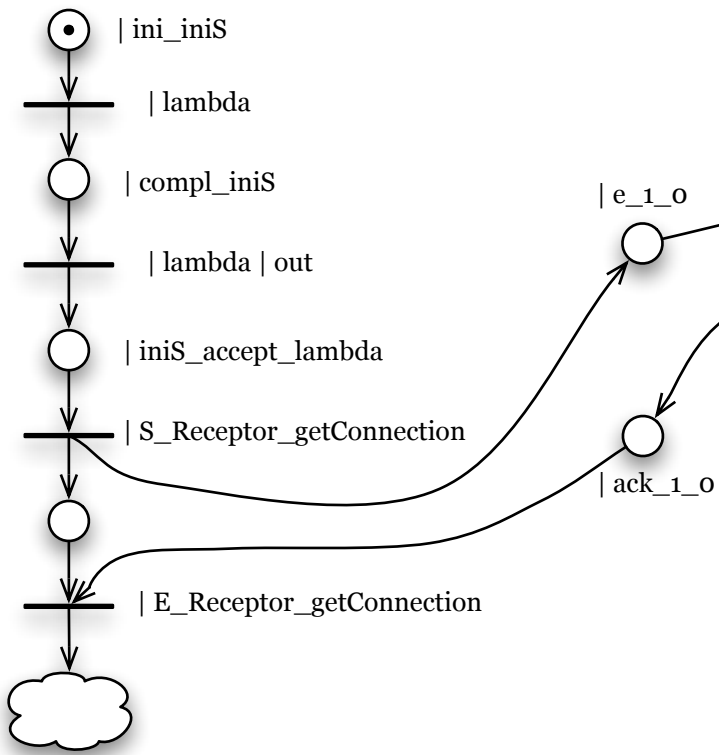 | ini_iniS
| lambda
| compl_iniS
| e_1_0
| lambda | out
| iniS_accept_lambda
| S_Receptor_getConnection
| ack_1_0
| E_Receptor_getConnection